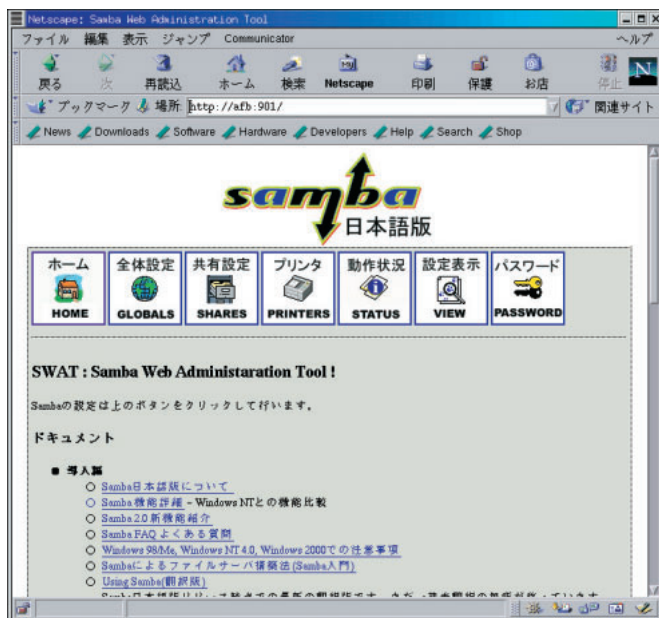 Netscape: Samba Web Administration Tool
ファイル 編集 表示 ジャンプ Communicator ヘルプ
戻る 次 再読込 ホーム 検索 Netscape 印刷 保護 お店 停止
ブックマーク 場所: http://afb:901/ 関連サイト
News Downloads Software Hardware Developers Help Search Shop
samba
日本語版
ホーム 全体設定 共有設定 プリンタ 動作状況 設定表示 パスワード
HOME GLOBALS SHARES PRINTERS STATUS VIEW PASSWORD
SWAT : Samba Web Administaration Tool !
Sambaの設定は上のボタンをクリックして行います。
ドキュメント
導入編
Samba日本語版について
Samba 機能詳細 - Windows NTとの機能比較
Samba 2.0 新機能紹介
Samba FAQ よくある質問
Windows 98/Me, Windows NT 4.0, Windows 2000での注意事項
Sambaによるファイルサーバ構築法(Samba入門)
Using Samba(翻訳版)